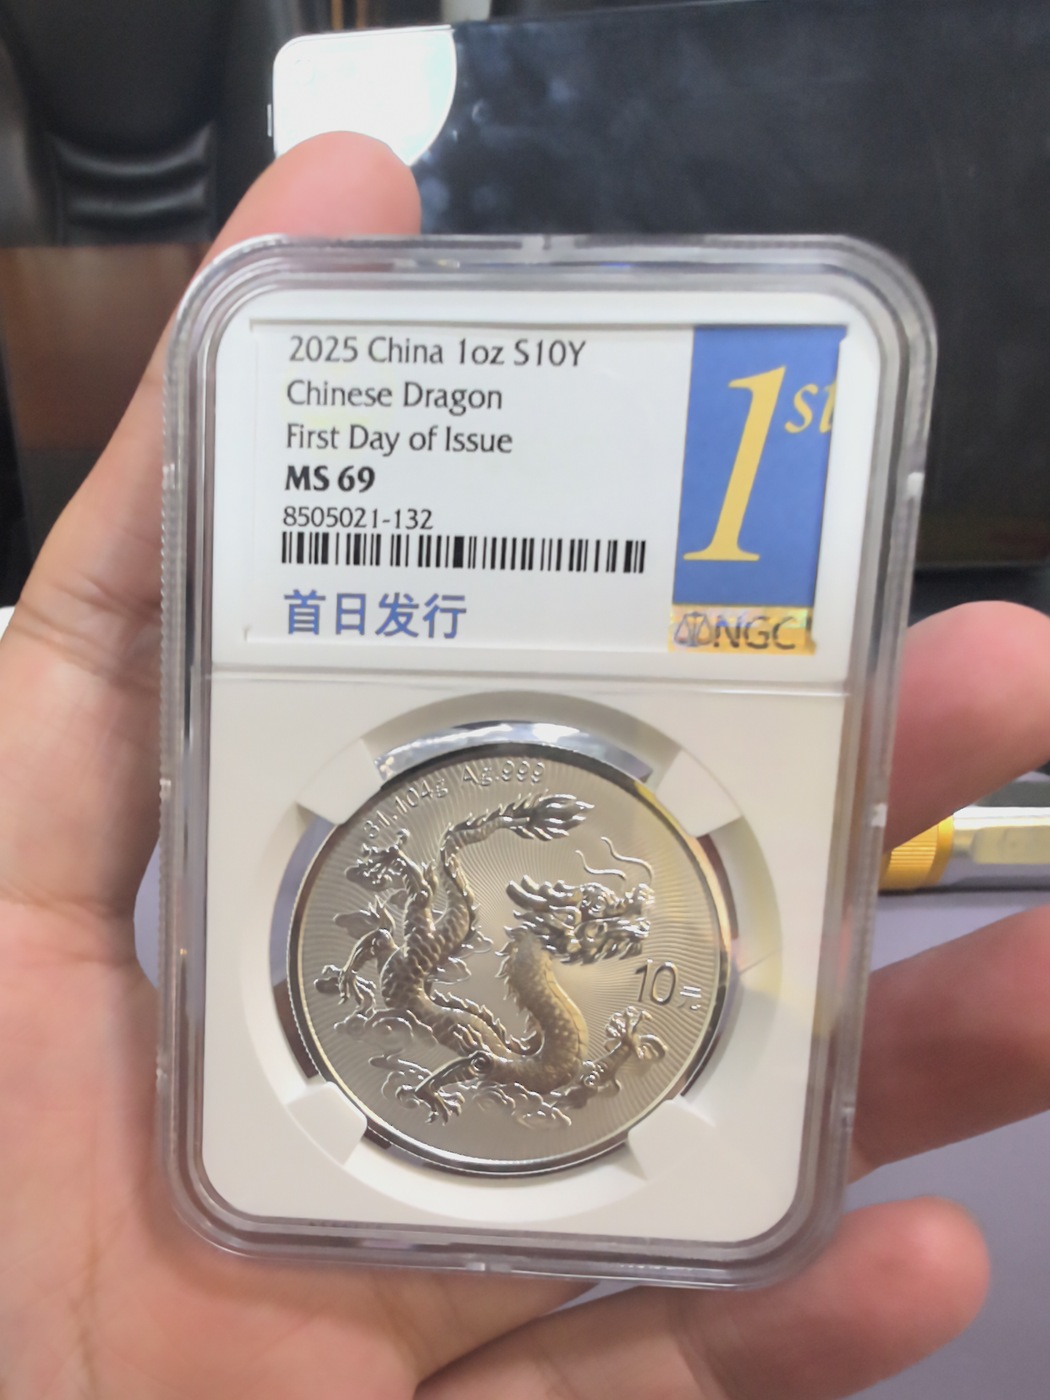 2025 China 1oz S10Y
Chinese Dragon
First Day of Issue
MS 69
8505021-132
首日发行
1st
NGC
31.104g Ag.999
10元